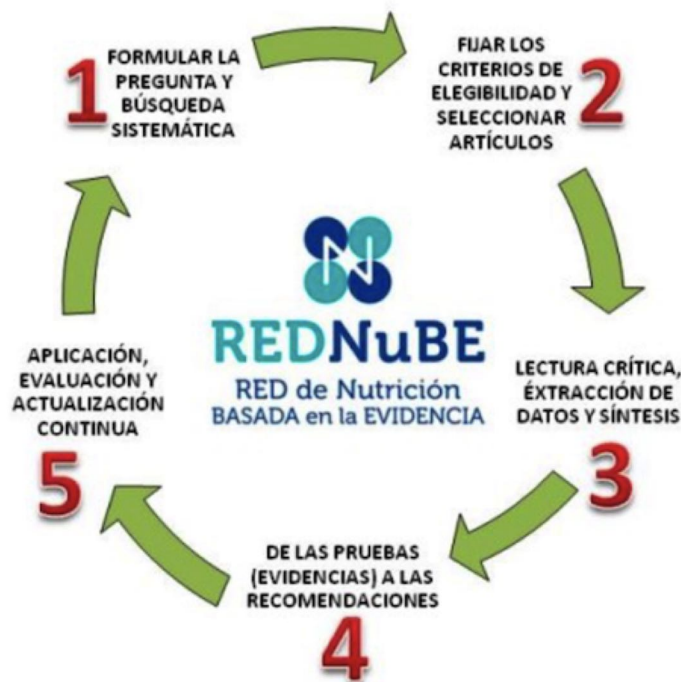 1
FORMULAR LA
PREGUNTA Y
BÚSQUEDA
SISTEMÁTICA
FIJAR LOS
CRITERIOS DE
ELEGIBILIDAD Y
SELECCIONAR
ARTÍCULOS
2
LECTURA CRÍTICA,
ÉXTRACCIÓN DE
DATOS Y SÍNTESIS
3
DE LAS PRUEBAS
(EVIDENCIAS) A LAS
RECOMENDACIONES
4
APLICACIÓN,
EVALUACIÓN Y
ACTUALIZACIÓN
CONTINUA
5
N
REDNuBE
RED de Nutrición
BASADA en la EVIDENCIA